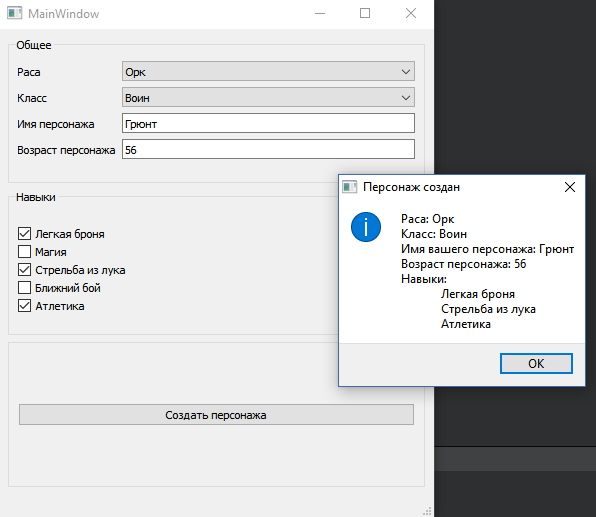 MainWindow
Общее
Раса
Орк
Класс
Воин
Имя персонажа
Грюнт
Возраст персонажа
56
Навыки
Легкая броня
Магия
Стрельба из лука
Ближний бой
Атлетика
Создать персонажа
Персонаж создан
Раса: Орк
Класс: Воин
Имя вашего персонажа: Грюнт
Возраст персонажа: 56
Навыки:
Легкая броня
Стрельба из лука
Атлетика
OK